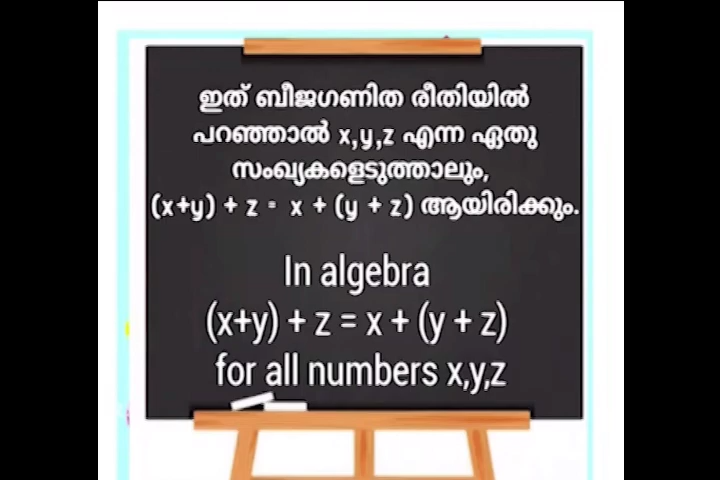 ഇത് ബീജഗണിത രീതിയിൽ
പറഞ്ഞാൽ x,y,z എന്ന ഏതു
സംഖ്യകളെടുത്താലും,
(x+y) + z = x + (y + z) ആയിരിക്കും.
In algebra
(x+y) + z = x + (y + z)
for all numbers x,y,z